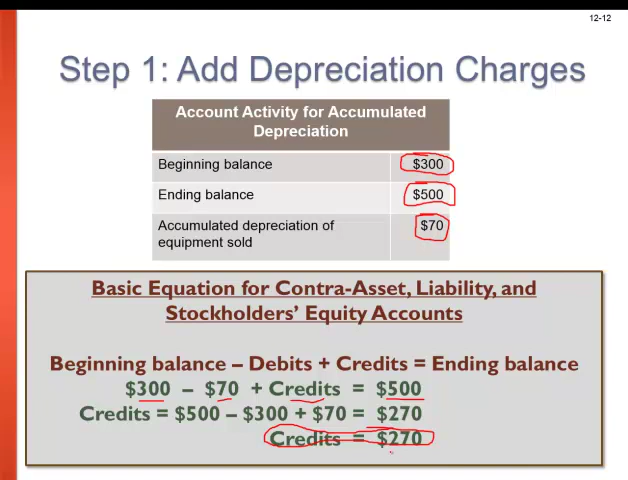 12-12
Step 1: Add Depreciation Charges
Account Activity for Accumulated
Depreciation
Beginning balance $300
Ending balance $500
Accumulated depreciation of $70
equipment sold
Basic Equation for Contra-Asset, Liability, and
Stockholders' Equity Accounts
Beginning balance – Debits + Credits = Ending balance
$300 – $70 + Credits = $500
Credits = $500 – $300 + $70 = $270
Credits = $270